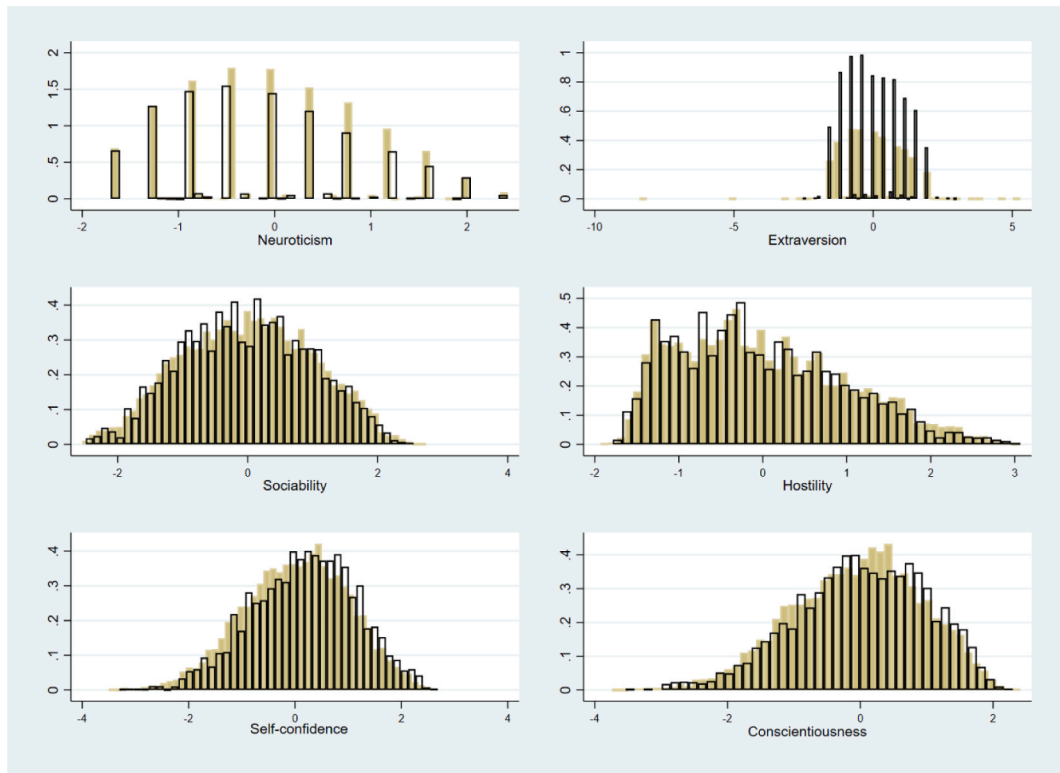 2
1.5
1
.5
0
-2 -1 0 1 2
Neuroticism
1
.8
.6
.4
.2
0
-10 -5 0 5
Extraversion
.4
.3
.2
.1
0
-2 0 2 4
Sociability
.5
.4
.3
.2
.1
0
-2 -1 0 1 2 3
Hostility
.4
.3
.2
.1
0
-4 -2 0 2 4
Self-confidence
.4
.3
.2
.1
0
-4 -2 0 2
Conscientiousness